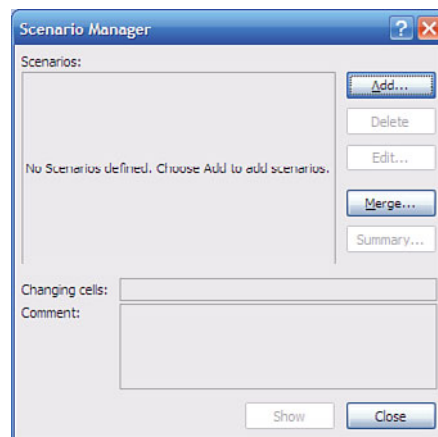 Scenario Manager
?
Scenarios:
Add...
Delete
No Scenarios defined. Choose Add to add scenarios.
Edit...
Merge...
Summary...
Changing cells:
Comment:
Show
Close